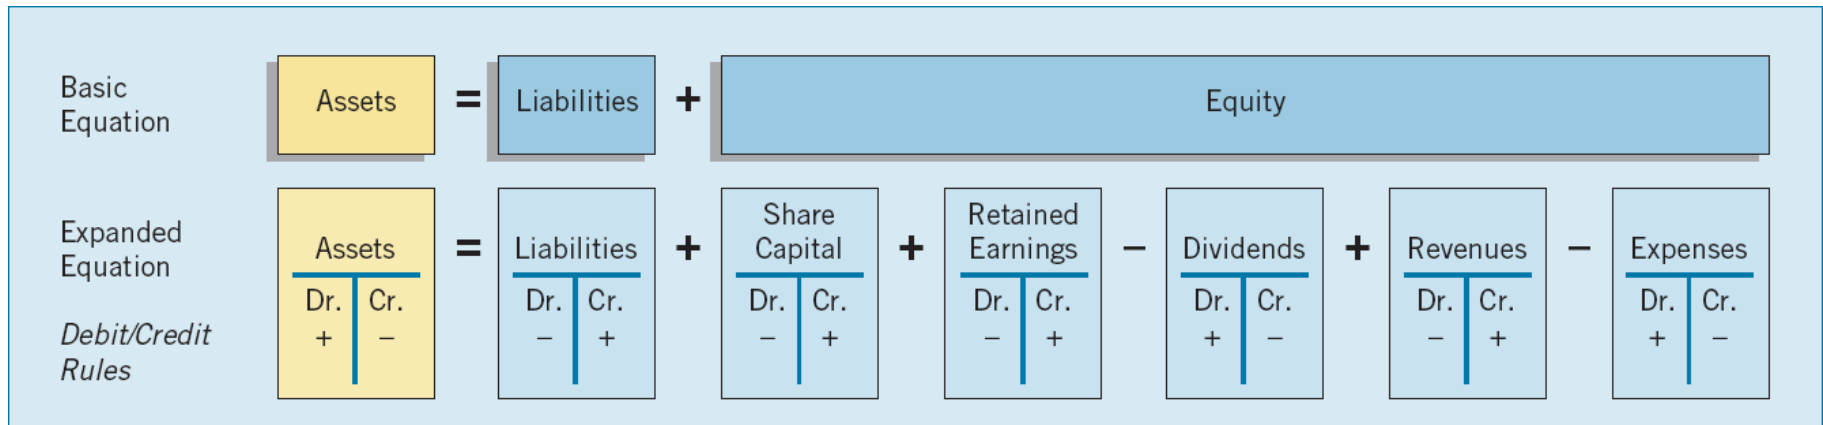 Basic
Equation
Assets = Liabilities + Equity
Expanded
Equation
Debit/Credit
Rules
Assets = Liabilities + Share
Capital + Retained
Earnings − Dividends + Revenues − Expenses
Dr. Cr. Dr. Cr. Dr. Cr. Dr. Cr. Dr. Cr. Dr. Cr. Dr. Cr.
+ − − + − + − + + − − + + −